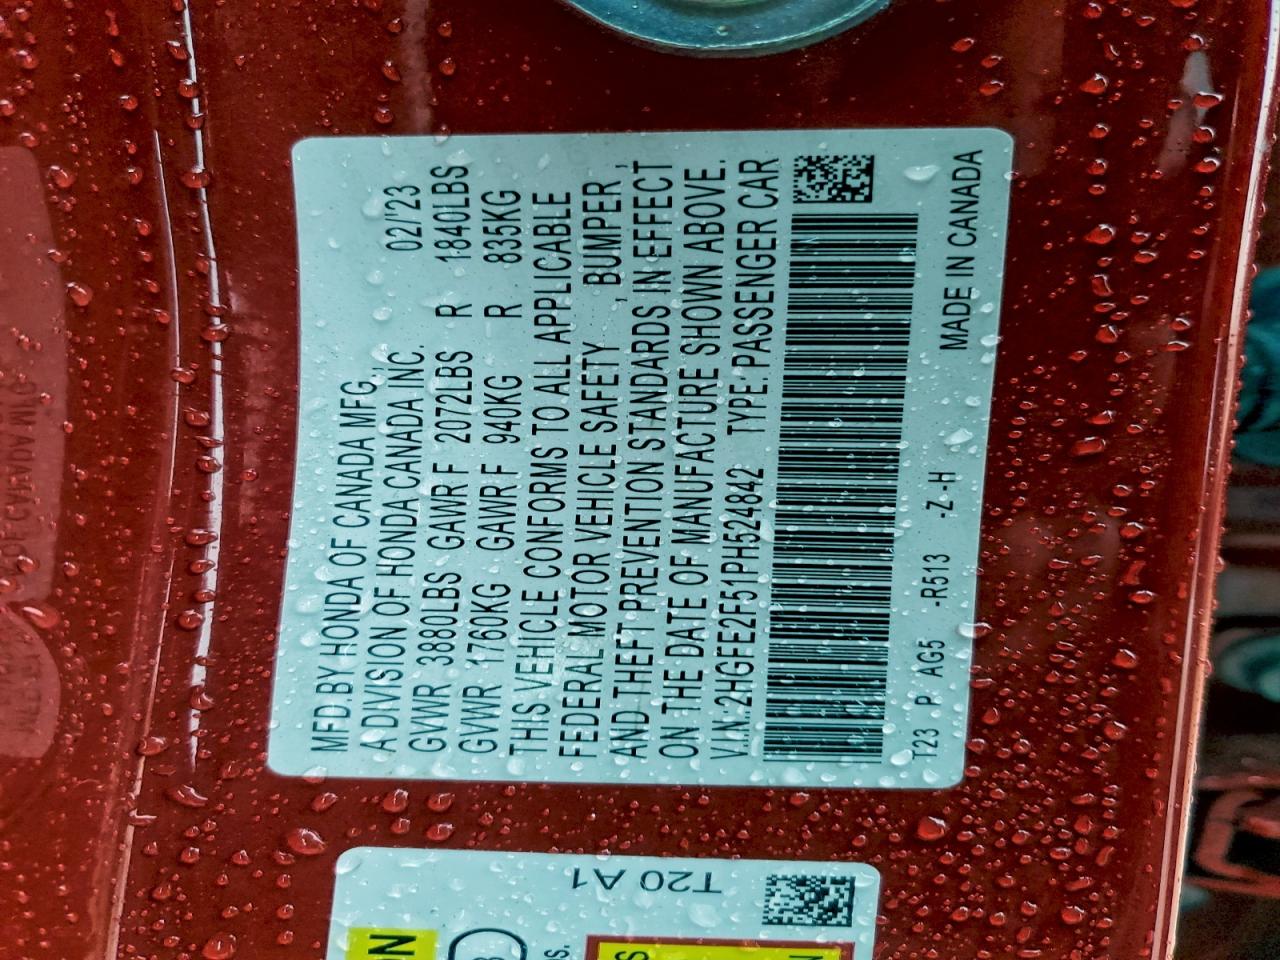 MFD BY HONDA OF CANADA MFG.,
A DIVISION OF HONDA CANADA INC. 02/'23
GVWR 3880LBS GAWR F 2072LBS R 1840LBS
GVWR 1760KG GAWR F 940KG R 835KG
THIS VEHICLE CONFORMS TO ALL APPLICABLE
FEDERAL MOTOR VEHICLE SAFETY , BUMPER ,
AND THEFT PREVENTION STANDARDS IN EFFECT
ON THE DATE OF MANUFACTURE SHOWN ABOVE.
V.I.N.:2HGFE2F51PH524842 TYPE: PASSENGER CAR
T23 P AG5 -R513 -Z -H MADE IN CANADA
T20 A1